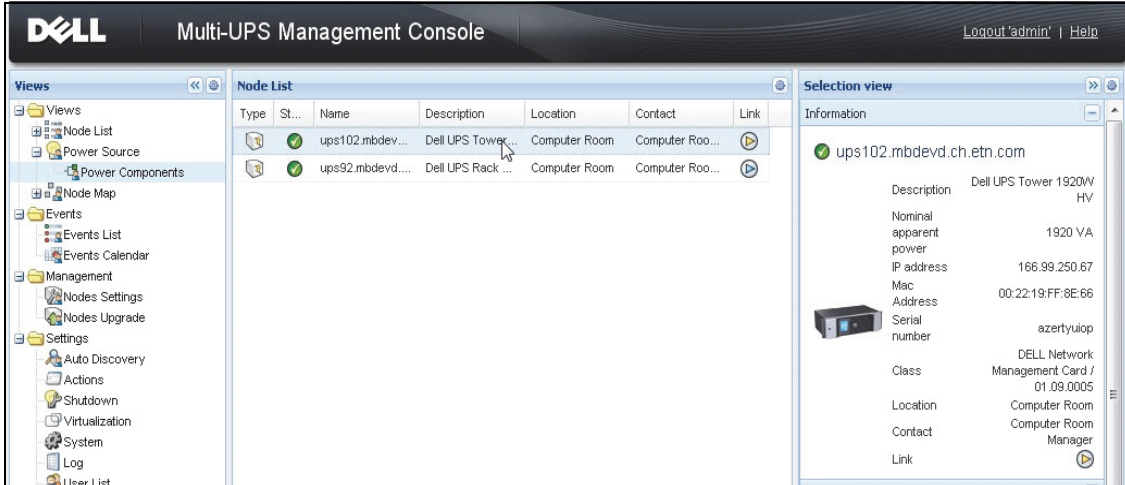 DELL Multi-UPS Management Console Logout 'admin' | Help
Views
Views
Node List
Power Source
Power Components
Node Map
Events
Events List
Events Calendar
Management
Nodes Settings
Nodes Upgrade
Settings
Auto Discovery
Actions
Shutdown
Virtualization
System
Log
User List
Node List
Type St... Name Description Location Contact Link
ups102.mbdev... Dell UPS Tower... Computer Room Computer Roo...
ups92.mbdevd.... Dell UPS Rack ... Computer Room Computer Roo...
Selection view
Information
ups102.mbdevd.ch.etn.com
Description Dell UPS Tower 1920W
HV
Nominal
apparent 1920 VA
power
IP address 166.99.250.67
Mac
Address 00:22:19:FF:8E:66
Serial
number azertyuiop
DELL Network
Class Management Card /
01.09.0005
Location Computer Room
Contact Computer Room
Manager
Link